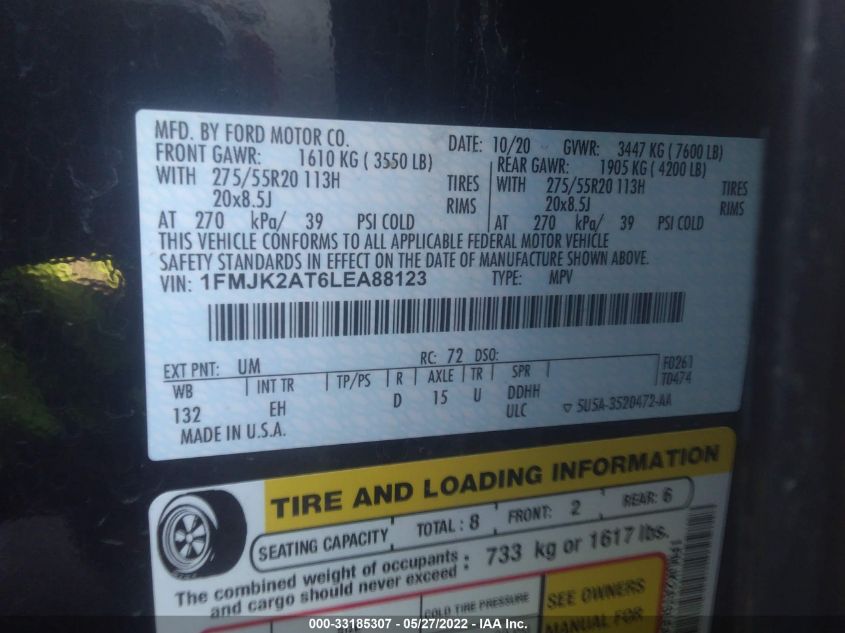 MFD. BY FORD MOTOR CO. DATE: 10/20 GVWR: 3447 KG ( 7600 LB)
FRONT GAWR: 1610 KG ( 3550 LB) REAR GAWR: 1905 KG ( 4200 LB)
WITH 275/55R20 113H TIRES WITH 275/55R20 113H TIRES
20x8.5J RIMS 20x8.5J RIMS
AT 270 kPa/ 39 PSI COLD AT 270 kPa/ 39 PSI COLD
THIS VEHICLE CONFORMS TO ALL APPLICABLE FEDERAL MOTOR VEHICLE
SAFETY STANDARDS IN EFFECT ON THE DATE OF MANUFACTURE SHOWN ABOVE.
VIN: 1FMJK2AT6LEA88123 TYPE: MPV
EXT PNT: UM RC: 72 DSO: F0261
WB INT TR TP/PS R AXLE TR SPR T0474
132 EH D 15 U DDHH
ULC 5U5A-3520472-AA
MADE IN U.S.A.
TIRE AND LOADING INFORMATION
SEATING CAPACITY TOTAL : 8 FRONT: 2 REAR: 6
The combined weight of occupants : 733 kg or 1617 lbs.
and cargo should never exceed
COLD TIRE PRESSURE SEE OWNERS
MANUAL FOR
000-33185307 - 05/27/2022 - IAA Inc.